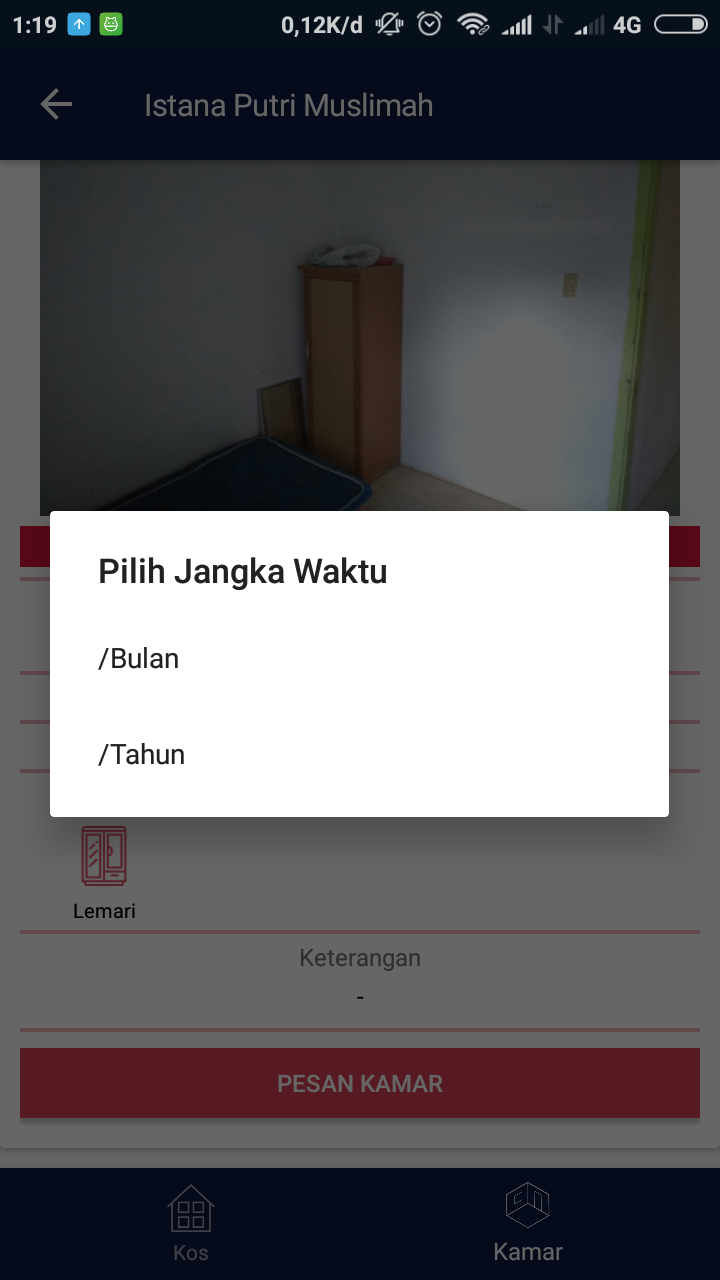 1:19
0,12K/d
4G
Istana Putri Muslimah
Pilih Jangka Waktu
/Bulan
/Tahun
Lemari
Keterangan
-
PESAN KAMAR
Kos
Kamar